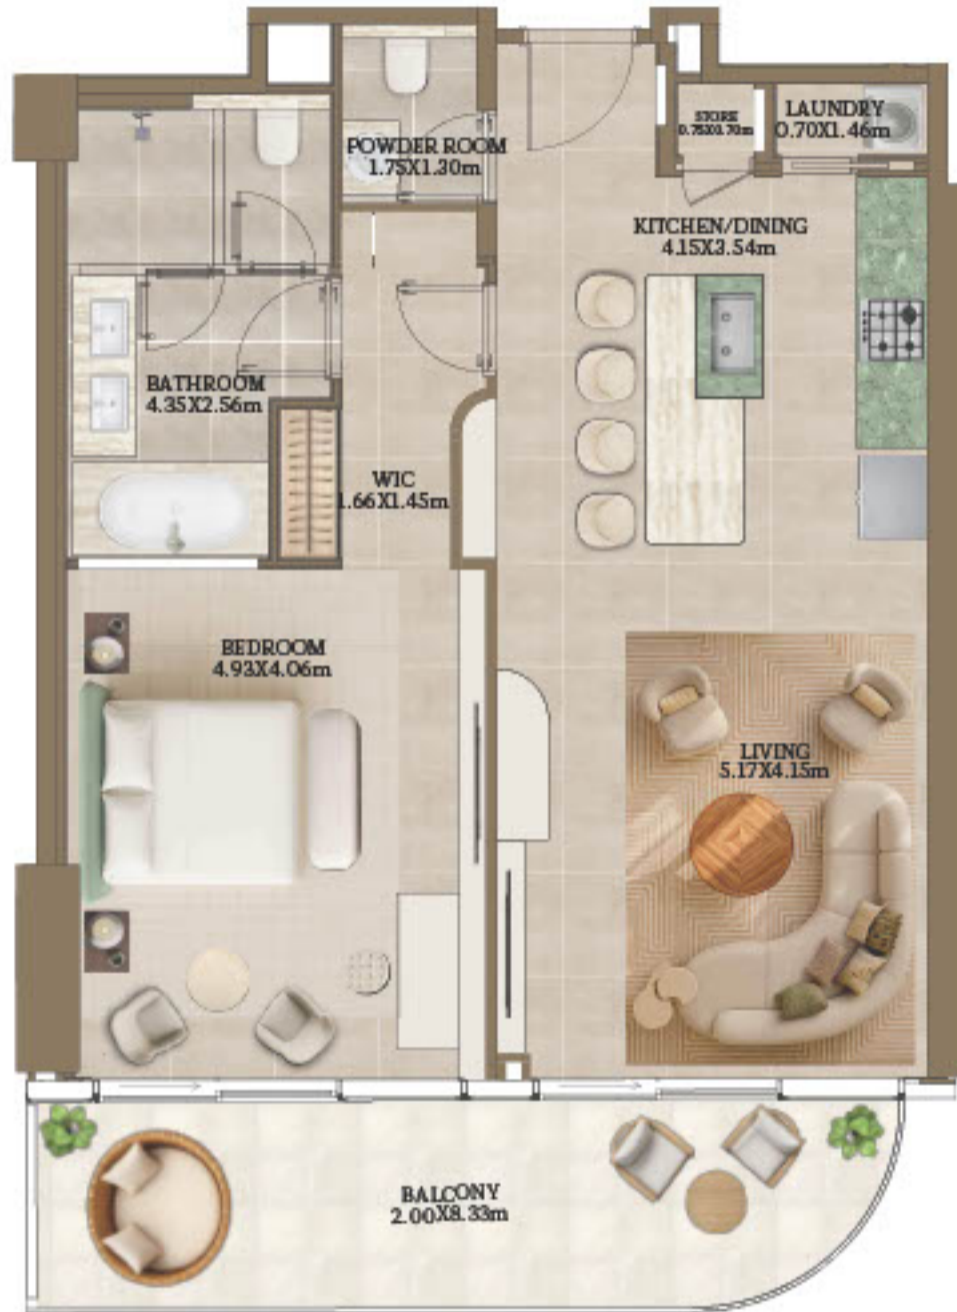 POWDER ROOM
1.75X1.30m
STORE
0.75X0.70m
LAUNDRY
0.70X1.46m
KITCHEN/DINING
4.15X3.54m
BATHROOM
4.35X2.56m
WIC
1.66X1.45m
BEDROOM
4.93X4.06m
LIVING
5.17X4.15m
BALCONY
2.00X8.33m